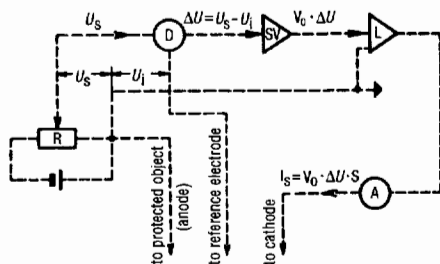 U_S
D
ΔU=U_S-U_i
SV
V_0·ΔU
L
U_S
U_i
R
I_S=V_0·ΔU·S
A
to protected object
(anode)
to reference electrode
to cathode